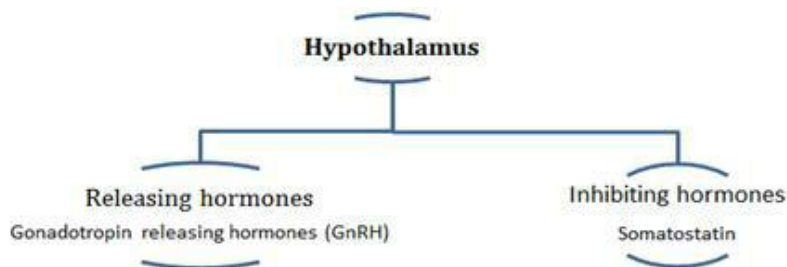 Hypothalamus
Releasing hormones
Gonadotropin releasing hormones (GnRH)
Inhibiting hormones
Somatostatin